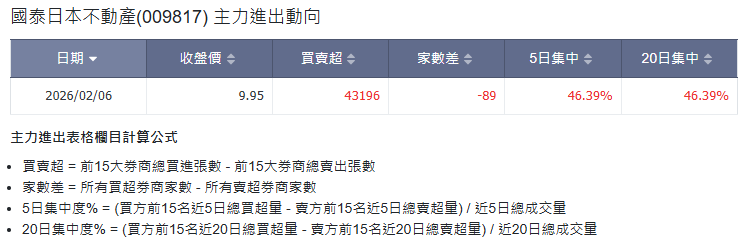 國泰日本不動產(009817) 主力進出動向
日期 收盤價 買賣超 家數差 5日集中 20日集中
2026/02/06 9.95 43196 -89 46.39% 46.39%
主力進出表格欄目計算公式
• 買賣超 = 前15大券商總買進張數 - 前15大券商總賣出張數
• 家數差 = 所有買超券商家數 - 所有賣超券商家數
• 5日集中度% = (買方前15名近5日總買超量 - 賣方前15名近5日總賣超量) / 近5日總成交量
• 20日集中度% = (買方前15名近20日總買超量 - 賣方前15名近20日總賣超量) / 近20日總成交量